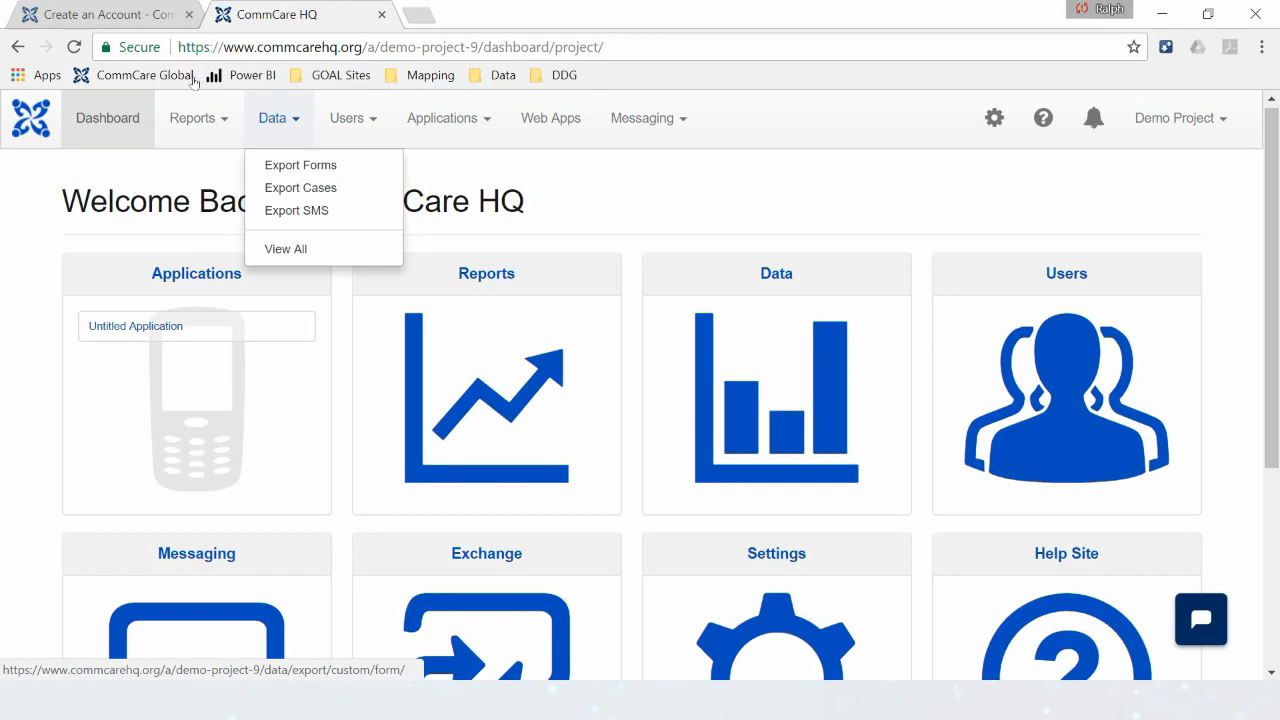 Create an Account - Com
CommCare HQ
Ralph
Secure https://www.commcarehq.org/a/demo-project-9/dashboard/project/
Apps CommCare Global Power BI GOAL Sites Mapping Data DDG
Dashboard Reports Data Users Applications Web Apps Messaging Demo Project
Export Forms
Export Cases
Export SMS
View All
Welcome Bac Care HQ
Applications Reports Data Users
Untitled Application
Messaging Exchange Settings Help Site
?
https://www.commcarehq.org/a/demo-project-9/data/export/custom/form/